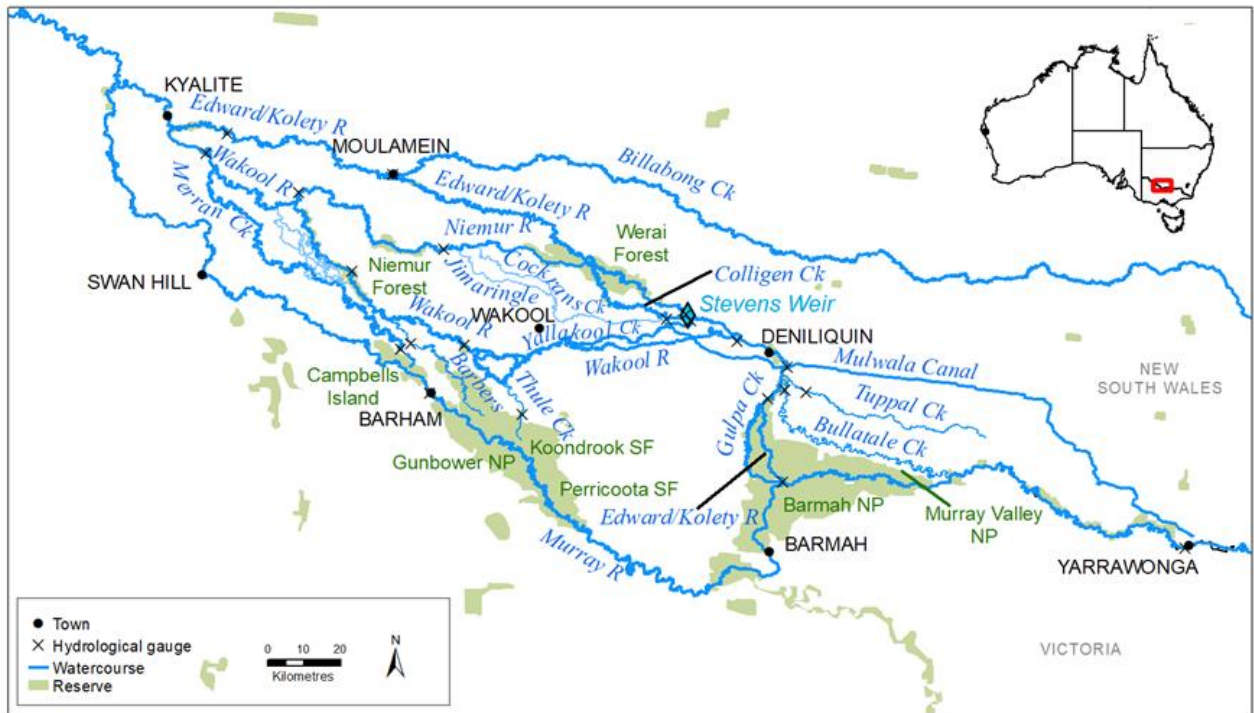 KYALITE
Edward/Kolety R
MOULAMEIN
Billabong Ck
Wakool R
Edward/Kolety R
Merran Ck
Niemur R
Werai
Forest
Colligen Ck
SWAN HILL
Niemur
Forest
Cockrans Ck
Jimaringle
Stevens Weir
WAKOOL
Wakool R
Yallakool Ck
DENILIQUIN
Wakool R
Mulwala Canal
NEW
SOUTH WALES
Campbells
Island
Barbers
Thule Ck
Gulpa Ck
Tuppal Ck
BARHAM
Bullatale Ck
Koondrook SF
Gunbower NP
Perricoota SF
Edward/Kolety R
Barmah NP
Murray Valley
NP
Murray R
BARMAH
YARRAWONGA
VICTORIA
Town
Hydrological gauge
Watercourse
Reserve
0 10 20
Kilometres
N